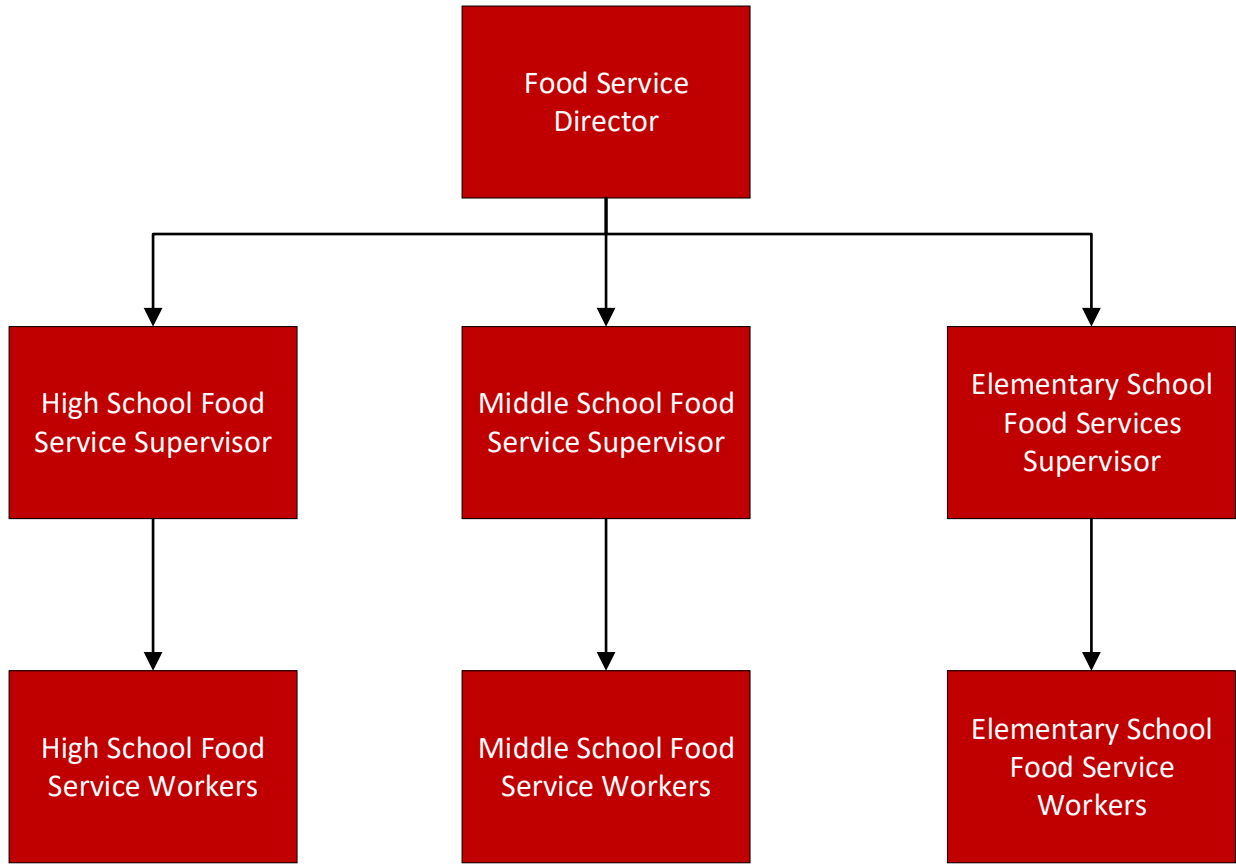 Food Service
Director
High School Food
Service Supervisor
Middle School Food
Service Supervisor
Elementary School
Food Services
Supervisor
High School Food
Service Workers
Middle School Food
Service Workers
Elementary School
Food Service
Workers